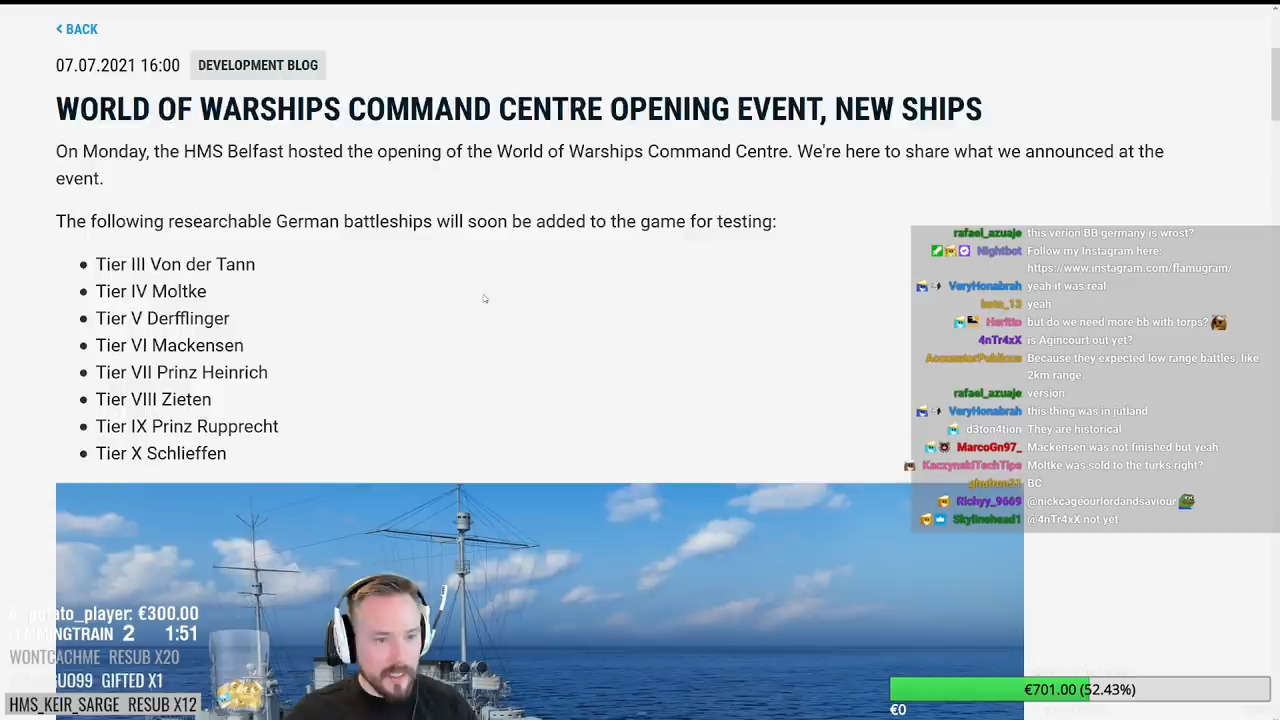 BACK
07.07.2021 16:00 DEVELOPMENT BLOG
WORLD OF WARSHIPS COMMAND CENTRE OPENING EVENT, NEW SHIPS
On Monday, the HMS Belfast hosted the opening of the World of Warships Command Centre. We're here to share what we announced at the
event.
The following researchable German battleships will soon be added to the game for testing:
Tier III Von der Tann
Tier IV Moltke
Tier V Derfflinger
Tier VI Mackensen
Tier VII Prinz Heinrich
Tier VIII Zieten
Tier IX Prinz Rupprecht
Tier X Schlieffen
rafael_azuaje this verion BB germany is wrost?
Nightbot Follow my Instagram here:
https://www.instagram.com/flamugram/
VeryHonabrah yeah it was real
yeah
Heritto but do we need more bb with torps?
4nTr4xX is Agincourt out yet?
AccusatorPublicus Because they expected low range battles, like
2km range.
rafael_azuaje version
VeryHonabrah this thing was in jutland
d3ton4tion They are historical
MarcoGn97_ Mackensen was not finished but yeah
KaczynskiTechTips Moltke was sold to the turks right?
BC
Richyy_9669 @nickcageourlordandsaviour
Skylinehead1 @4nTr4xX not yet
potato_player: €300.00
LEMMINGTRAIN 2 1:51
WONTCACHME RESUB X20
GUO99 GIFTED X1
HMS_KEIR_SARGE RESUB X12
€701.00 (52.43%)
€0